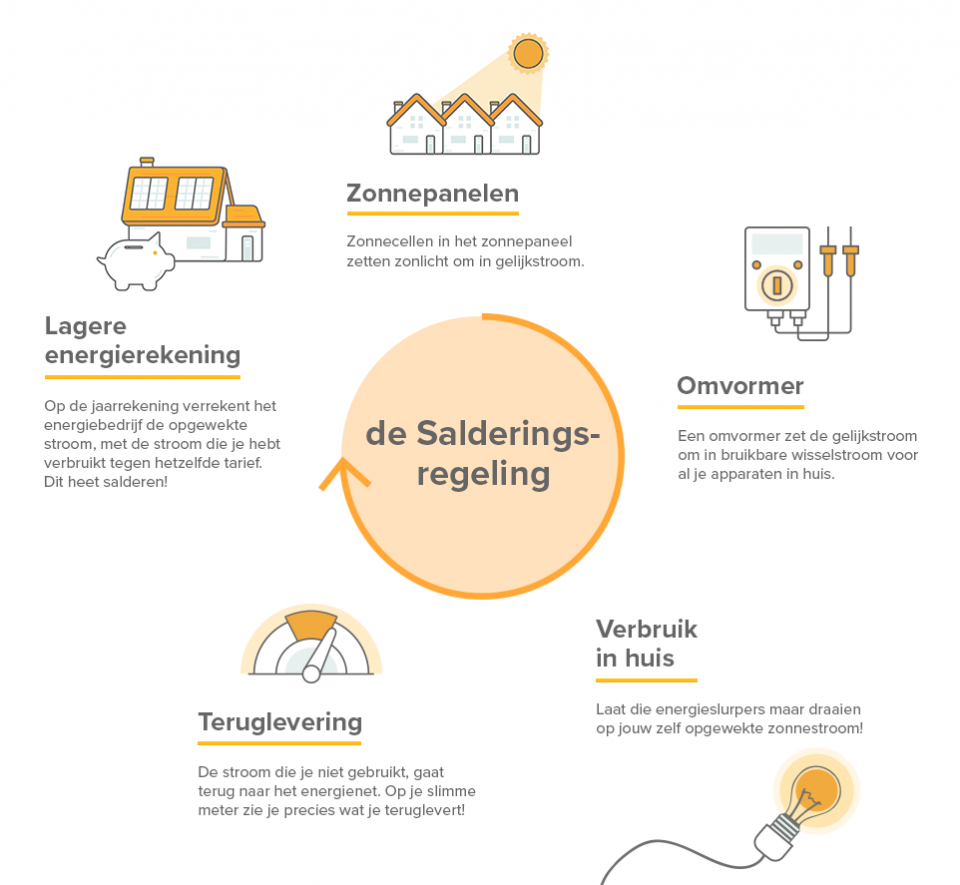 Zonnepanelen
Zonnecellen in het zonnepaneel
zetten zonlicht om in gelijkstroom.
Omvormer
Een omvormer zet de gelijkstroom
om in bruikbare wisselstroom voor
al je apparaten in huis.
Verbruik
in huis
Laat die energieslurpers maar draaien
op jouw zelf opgewekte zonnestroom!
Teruglevering
De stroom die je niet gebruikt, gaat
terug naar het energienet. Op je slimme
meter zie je precies wat je teruglevert!
Lagere
energierekening
Op de jaarrekening verrekent het
energiebedrijf de opgewekte
stroom, met de stroom die je hebt
verbruikt tegen hetzelfde tarief.
Dit heet salderen!
de Salderings-
regeling